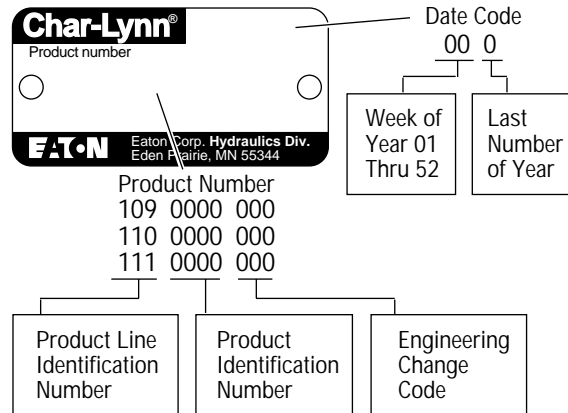 Char-Lynn®
Product number
EATON
Eaton Corp. Hydraulics Div.
Eden Prairie, MN 55344
Date Code
00 0
Week of
Year 01
Thru 52
Last
Number
of Year
Product Number
109 0000 000
110 0000 000
111 0000 000
Product Line
Identification
Number
Product
Identification
Number
Engineering
Change
Code